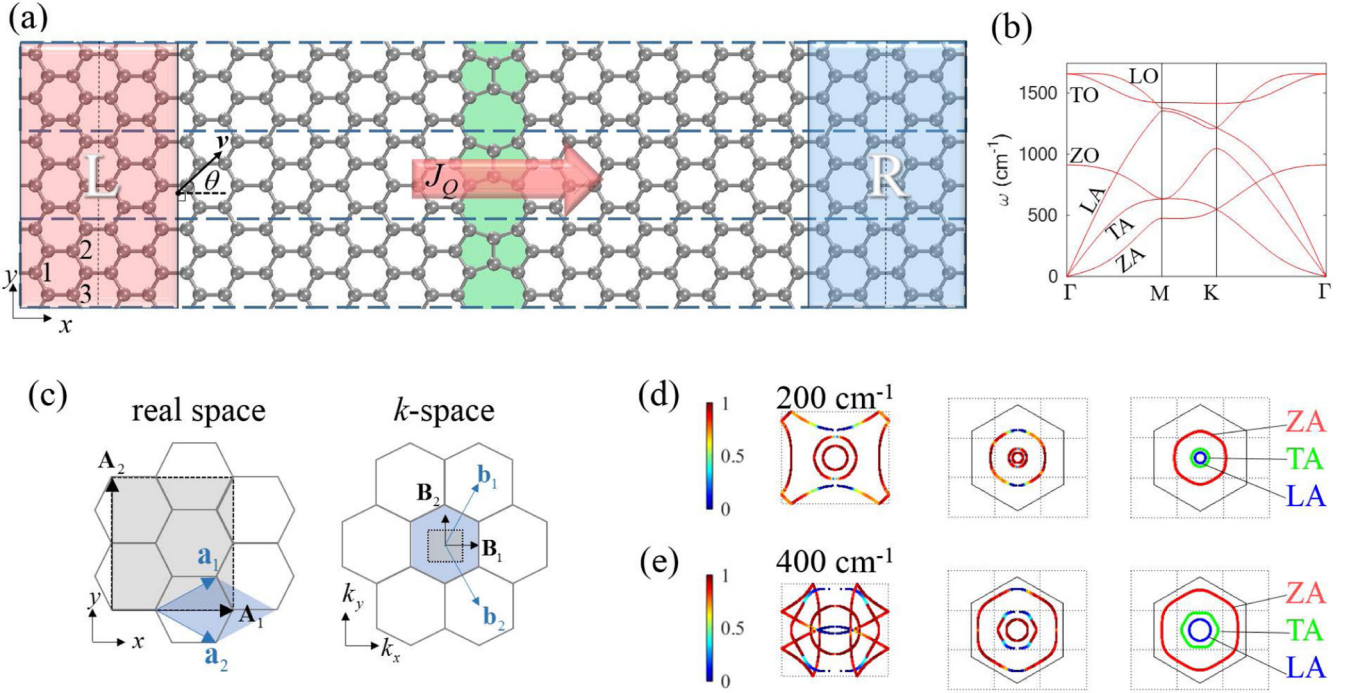 (a)
L
v
θ
J_Q
R
2
1
3
y
x
(b)
1500
1000
500
0
ω (cm⁻¹)
LO
TO
ZO
LA
TA
ZA
Γ M K Γ
(c)
real space
k-space
A₂
a₁
A₁
a₂
y
x
B₂
b₁
B₁
b₂
k_y
k_x
(d)
200 cm⁻¹
1
0.5
0
ZA
TA
LA
(e)
400 cm⁻¹
1
0.5
0
ZA
TA
LA